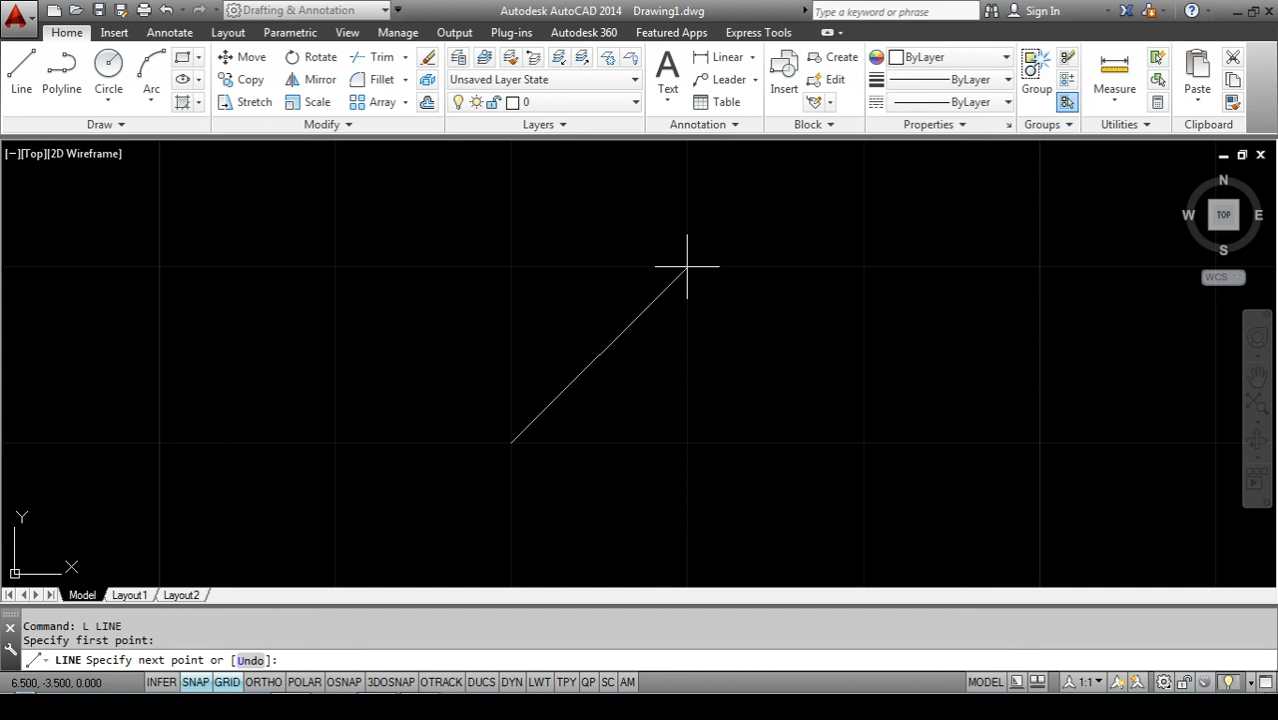 Drafting & Annotation
Autodesk AutoCAD 2014 Drawing1.dwg
Type a keyword or phrase
Sign In
Home Insert Annotate Layout Parametric View Manage Output Plug-ins Autodesk 360 Featured Apps Express Tools
Line Polyline Circle Arc
Move Rotate Trim
Copy Mirror Fillet
Stretch Scale Array
Unsaved Layer State
0
Text
Linear
Leader
Table
Insert
Create
Edit
ByLayer
ByLayer
ByLayer
Group
Measure
Paste
Draw Modify Layers Annotation Block Properties Groups Utilities Clipboard
[−][Top][2D Wireframe]
N
W TOP E
S
WCS
Y
X
Model Layout1 Layout2
Command: L LINE
Specify first point:
LINE Specify next point or [Undo]:
6.500, -3.500, 0.000 INFER SNAP GRID ORTHO POLAR OSNAP 3DOSNAP OTRACK DUCS DYN LWT TPY QP SC AM MODEL 1:1